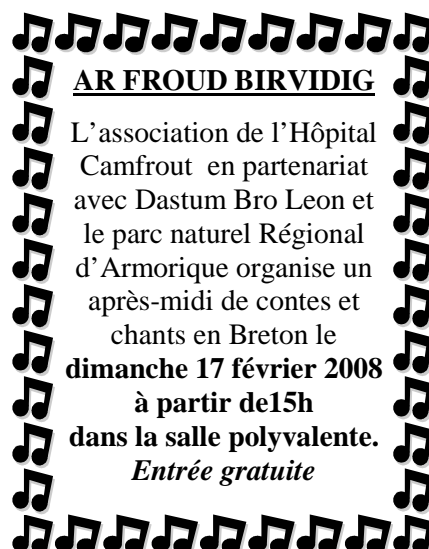 AR FROUD BIRVIDIG
L’association de l’Hôpital
Camfrout en partenariat
avec Dastum Bro Leon et
le parc naturel Régional
d’Armorique organise un
après-midi de contes et
chants en Breton le
dimanche 17 février 2008
à partir de15h
dans la salle polyvalente.
Entrée gratuite